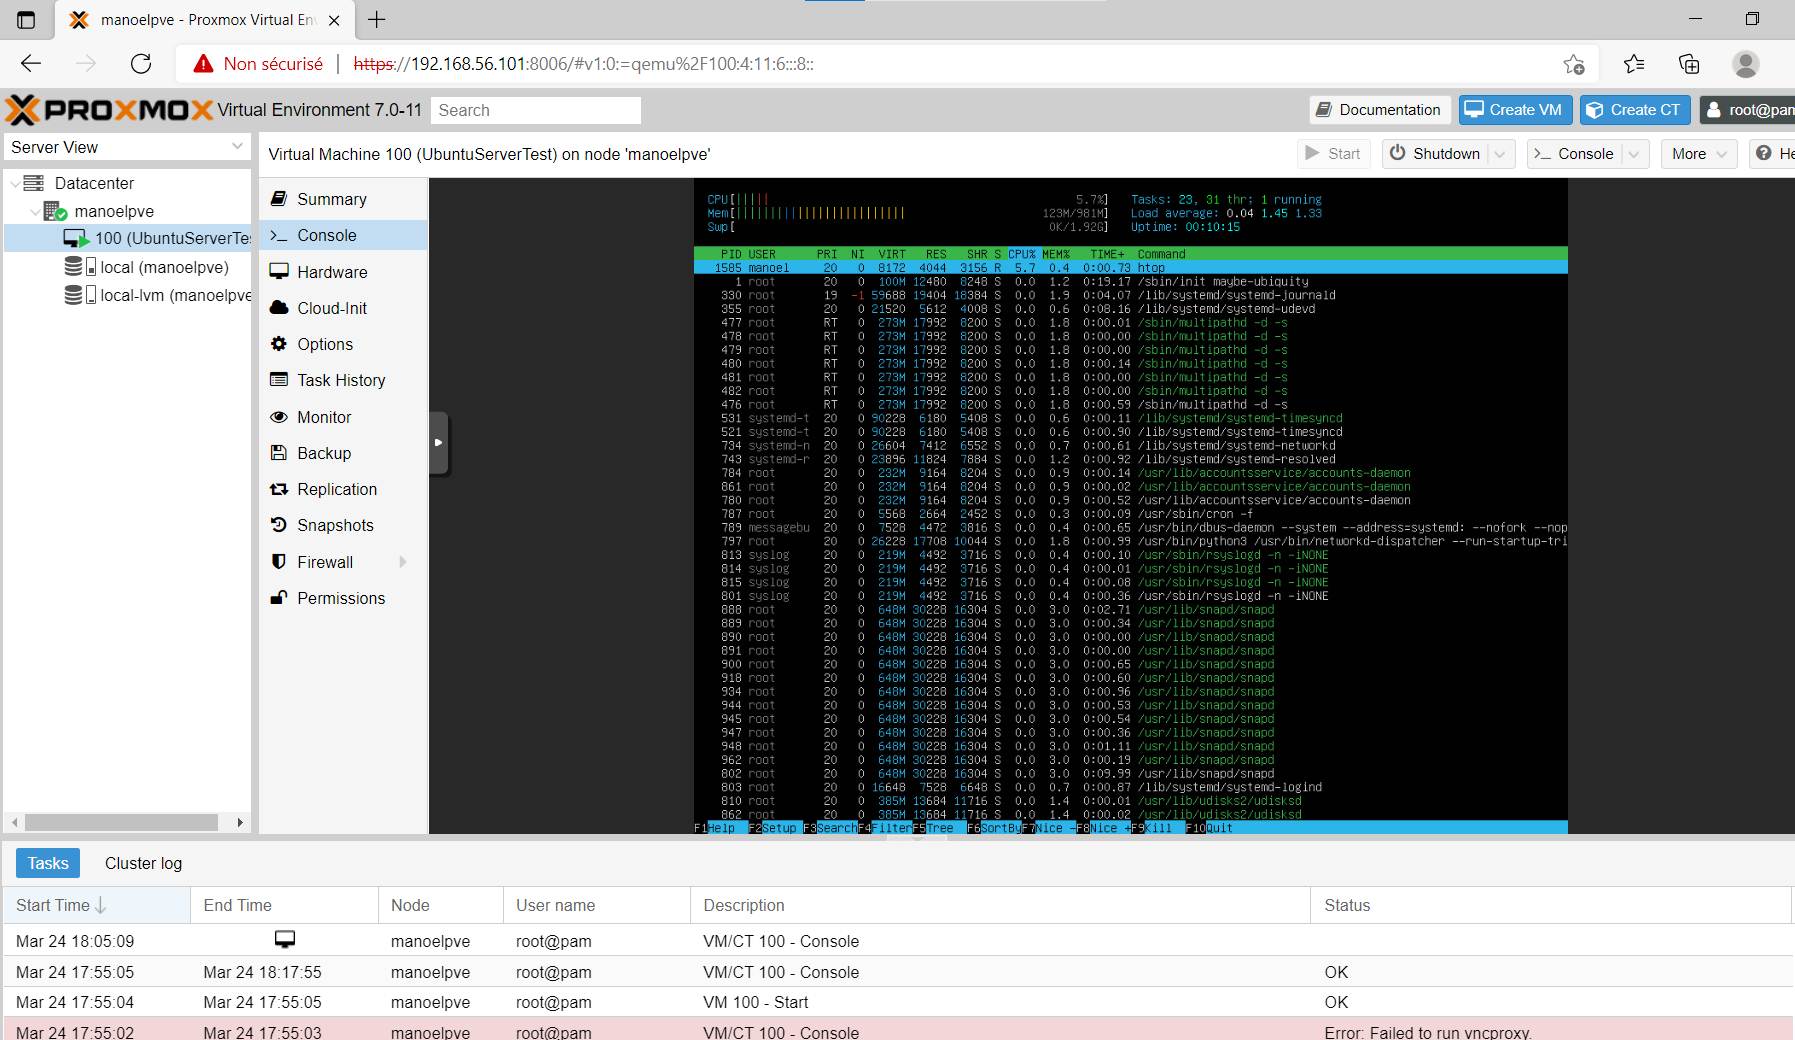 manoelpve - Proxmox Virtual En
Non sécurisé https://192.168.56.101:8006/#v1:0:=qemu%2F100:4:11:6:::8::
PROXMOX Virtual Environment 7.0-11 Search Documentation Create VM Create CT root@pam
Server View
Virtual Machine 100 (UbuntuServerTest) on node 'manoelpve' Start Shutdown Console More He
Datacenter
manoelpve
100 (UbuntuServerTes
local (manoelpve)
local-lvm (manoelpve
Summary
Console
Hardware
Cloud-Init
Options
Task History
Monitor
Backup
Replication
Snapshots
Firewall
Permissions
CPU[||||| 5.7%] Tasks: 23, 31 thr; 1 running
Mem[||||||||||||||||||||||||| 123M/981M] Load average: 0.04 1.45 1.33
Swp[ 0K/1.92G] Uptime: 00:10:15
PID USER PRI NI VIRT RES SHR S CPU% MEM% TIME+ Command
1585 manoel 20 0 8172 4044 3156 R 5.7 0.4 0:00.73 htop
1 root 20 0 100M 12480 8248 S 0.0 1.2 0:19.17 /sbin/init maybe-ubiquity
330 root 19 -1 59688 19404 18384 S 0.0 1.9 0:04.07 /lib/systemd/systemd-journald
355 root 20 0 21520 5612 4008 S 0.0 0.6 0:08.16 /lib/systemd/systemd-udevd
477 root RT 0 273M 17992 8200 S 0.0 1.8 0:00.01 /sbin/multipathd -d -s
478 root RT 0 273M 17992 8200 S 0.0 1.8 0:00.00 /sbin/multipathd -d -s
479 root RT 0 273M 17992 8200 S 0.0 1.8 0:00.00 /sbin/multipathd -d -s
480 root RT 0 273M 17992 8200 S 0.0 1.8 0:00.14 /sbin/multipathd -d -s
481 root RT 0 273M 17992 8200 S 0.0 1.8 0:00.00 /sbin/multipathd -d -s
482 root RT 0 273M 17992 8200 S 0.0 1.8 0:00.00 /sbin/multipathd -d -s
476 root RT 0 273M 17992 8200 S 0.0 1.8 0:00.59 /sbin/multipathd -d -s
531 systemd-t 20 0 90228 6180 5408 S 0.0 0.6 0:00.11 /lib/systemd/systemd-timesyncd
521 systemd-t 20 0 90228 6180 5408 S 0.0 0.6 0:00.90 /lib/systemd/systemd-timesyncd
734 systemd-n 20 0 26604 7412 6552 S 0.0 0.7 0:00.61 /lib/systemd/systemd-networkd
743 systemd-r 20 0 23896 11824 7884 S 0.0 1.2 0:00.92 /lib/systemd/systemd-resolved
784 root 20 0 232M 9164 8204 S 0.0 0.9 0:00.14 /usr/lib/accountsservice/accounts-daemon
861 root 20 0 232M 9164 8204 S 0.0 0.9 0:00.02 /usr/lib/accountsservice/accounts-daemon
780 root 20 0 232M 9164 8204 S 0.0 0.9 0:00.52 /usr/lib/accountsservice/accounts-daemon
787 root 20 0 5568 2664 2452 S 0.0 0.3 0:00.09 /usr/sbin/cron -f
789 messagebu 20 0 7528 4472 3816 S 0.0 0.4 0:00.65 /usr/bin/dbus-daemon --system --address=systemd: --nofork --nop
797 root 20 0 26228 17708 10044 S 0.0 1.8 0:00.99 /usr/bin/python3 /usr/bin/networkd-dispatcher --run-startup-tri
813 syslog 20 0 219M 4492 3716 S 0.0 0.4 0:00.10 /usr/sbin/rsyslogd -n -iNONE
814 syslog 20 0 219M 4492 3716 S 0.0 0.4 0:00.01 /usr/sbin/rsyslogd -n -iNONE
815 syslog 20 0 219M 4492 3716 S 0.0 0.4 0:00.08 /usr/sbin/rsyslogd -n -iNONE
801 syslog 20 0 219M 4492 3716 S 0.0 0.4 0:00.36 /usr/sbin/rsyslogd -n -iNONE
888 root 20 0 648M 30228 16304 S 0.0 3.0 0:02.71 /usr/lib/snapd/snapd
889 root 20 0 648M 30228 16304 S 0.0 3.0 0:00.34 /usr/lib/snapd/snapd
890 root 20 0 648M 30228 16304 S 0.0 3.0 0:00.00 /usr/lib/snapd/snapd
891 root 20 0 648M 30228 16304 S 0.0 3.0 0:00.00 /usr/lib/snapd/snapd
900 root 20 0 648M 30228 16304 S 0.0 3.0 0:00.65 /usr/lib/snapd/snapd
918 root 20 0 648M 30228 16304 S 0.0 3.0 0:00.60 /usr/lib/snapd/snapd
934 root 20 0 648M 30228 16304 S 0.0 3.0 0:00.96 /usr/lib/snapd/snapd
944 root 20 0 648M 30228 16304 S 0.0 3.0 0:00.53 /usr/lib/snapd/snapd
945 root 20 0 648M 30228 16304 S 0.0 3.0 0:00.54 /usr/lib/snapd/snapd
947 root 20 0 648M 30228 16304 S 0.0 3.0 0:00.36 /usr/lib/snapd/snapd
948 root 20 0 648M 30228 16304 S 0.0 3.0 0:01.11 /usr/lib/snapd/snapd
962 root 20 0 648M 30228 16304 S 0.0 3.0 0:00.19 /usr/lib/snapd/snapd
802 root 20 0 648M 30228 16304 S 0.0 3.0 0:09.99 /usr/lib/snapd/snapd
803 root 20 0 16648 7528 6648 S 0.0 0.7 0:00.87 /lib/systemd/systemd-logind
810 root 20 0 385M 13684 11716 S 0.0 1.4 0:00.01 /usr/lib/udisks2/udisksd
862 root 20 0 385M 13684 11716 S 0.0 1.4 0:00.02 /usr/lib/udisks2/udisksd
F1Help F2Setup F3SearchF4FilterF5Tree F6SortByF7Nice -F8Nice +F9Kill F10Quit
Tasks Cluster log
Start Time End Time Node User name Description Status
Mar 24 18:05:09 manoelpve root@pam VM/CT 100 - Console
Mar 24 17:55:05 Mar 24 18:17:55 manoelpve root@pam VM/CT 100 - Console OK
Mar 24 17:55:04 Mar 24 17:55:05 manoelpve root@pam VM 100 - Start OK
Mar 24 17:55:02 Mar 24 17:55:03 manoelpve root@pam VM/CT 100 - Console Error: Failed to run vncproxy.